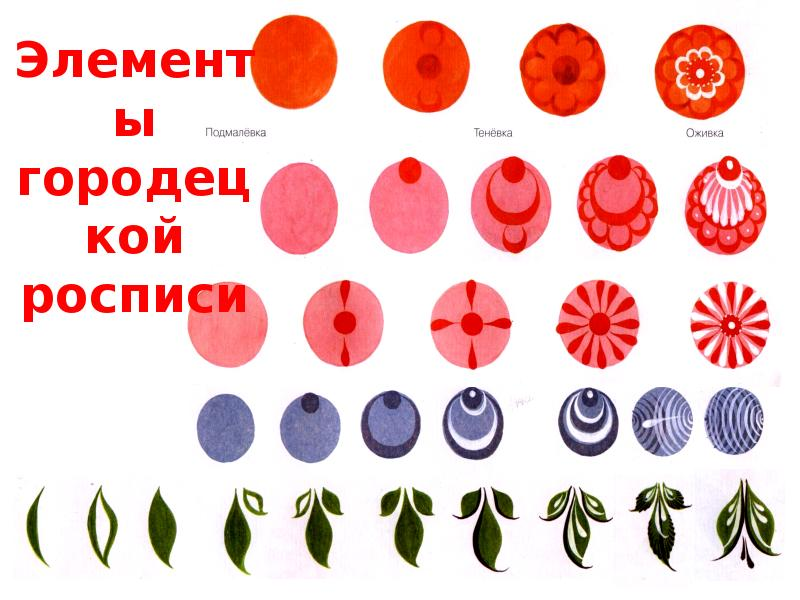 Элемент
ы
городец
кой
росписи
Подмалёвка Тенёвка Оживка